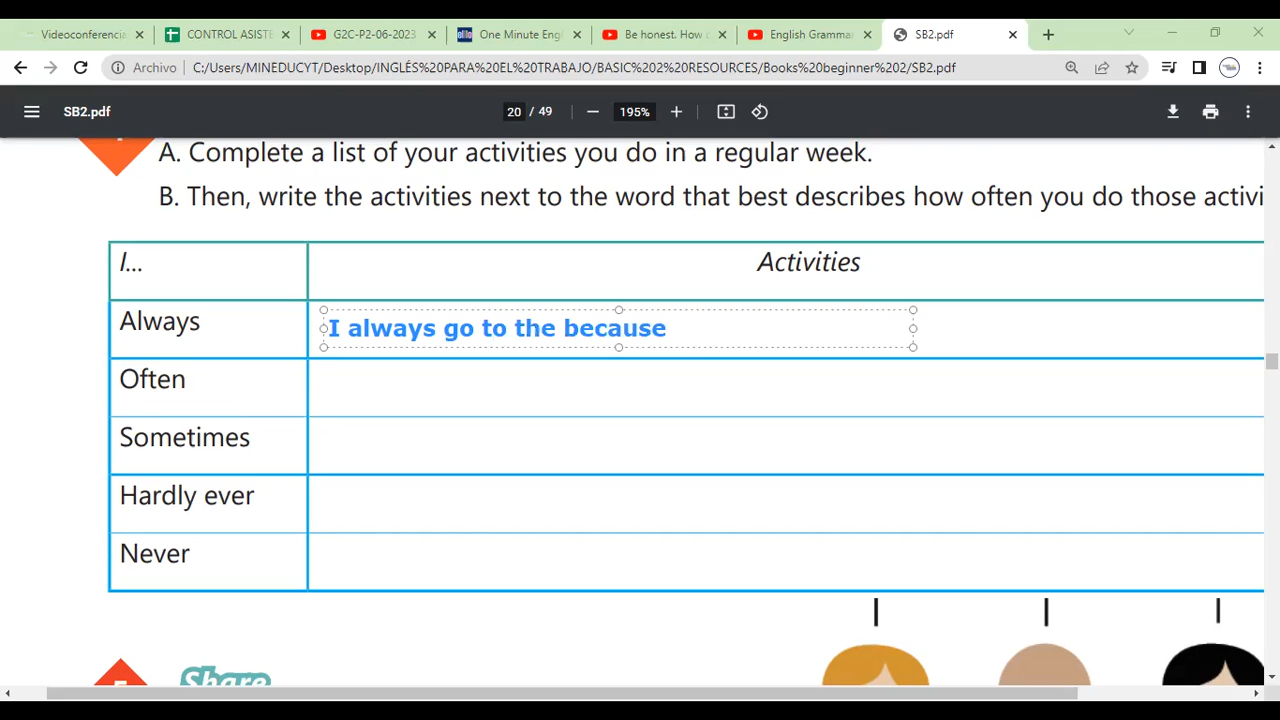 Videoconferencia
CONTROL ASISTE
G2C-P2-06-2023
One Minute Engl
Be honest. How c
English Gramma
SB2.pdf
Archivo
C:/Users/MINEDUCYT/Desktop/INGLÉS%20PARA%20EL%20TRABAJO/BASIC%202%20RESOURCES/Books%20beginner%202/SB2.pdf
SB2.pdf
20 / 49
195%
A. Complete a list of your activities you do in a regular week.
B. Then, write the activities next to the word that best describes how often you do those activi
I...
Activities
Always
I always go to the because
Often
Sometimes
Hardly ever
Never
Share